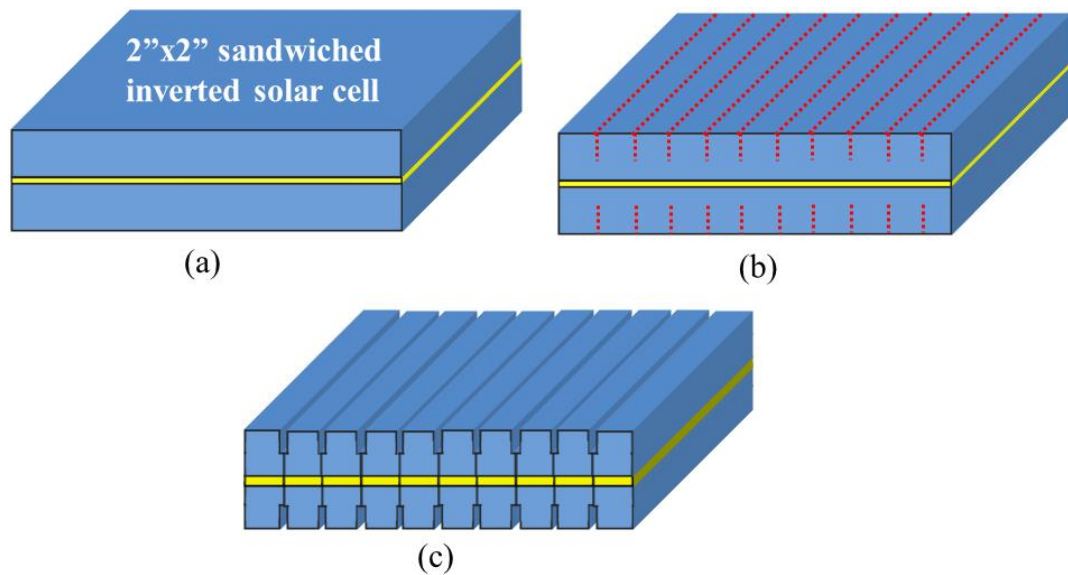 2”x2” sandwiched
inverted solar cell
(a)
(b)
(c)